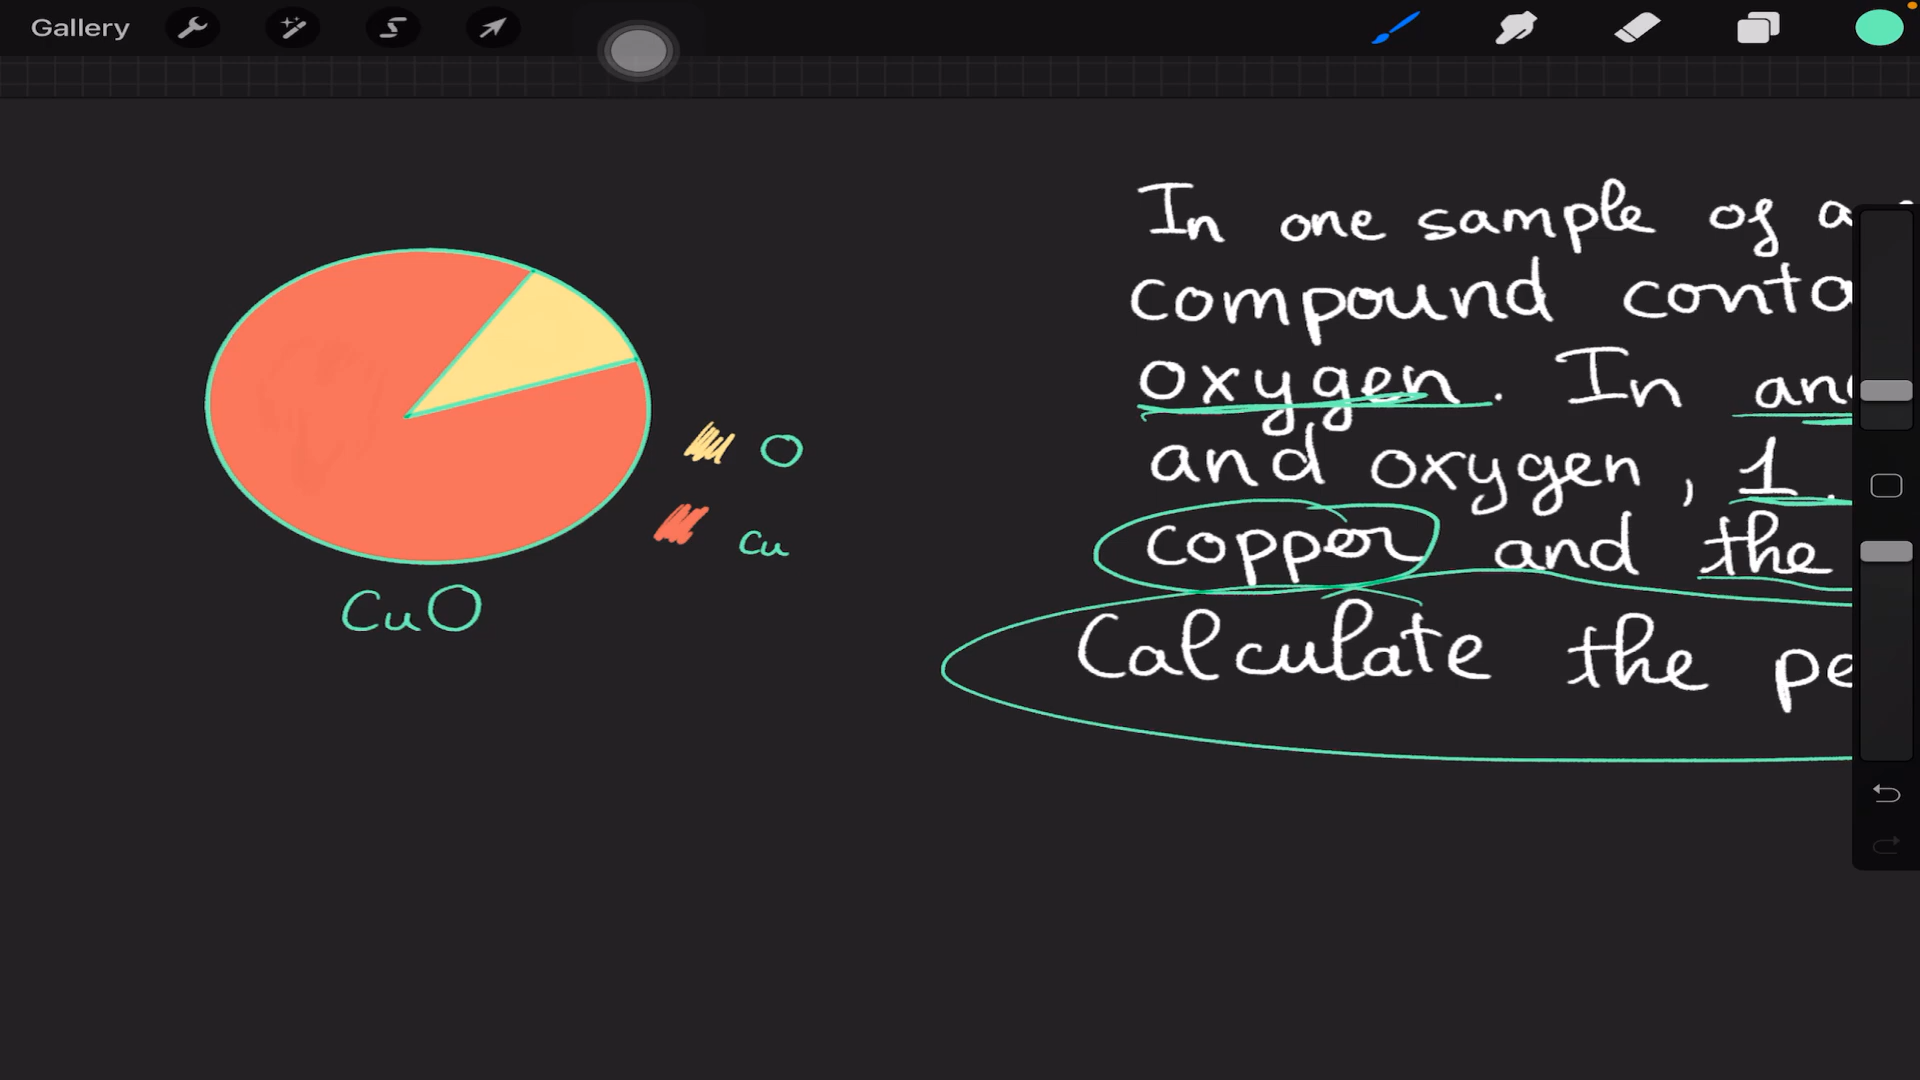 Gallery
In one sample of a
compound conta
oxygen. In ano
and oxygen, 1.
copper and the
Calculate the pe
O
Cu
CuO